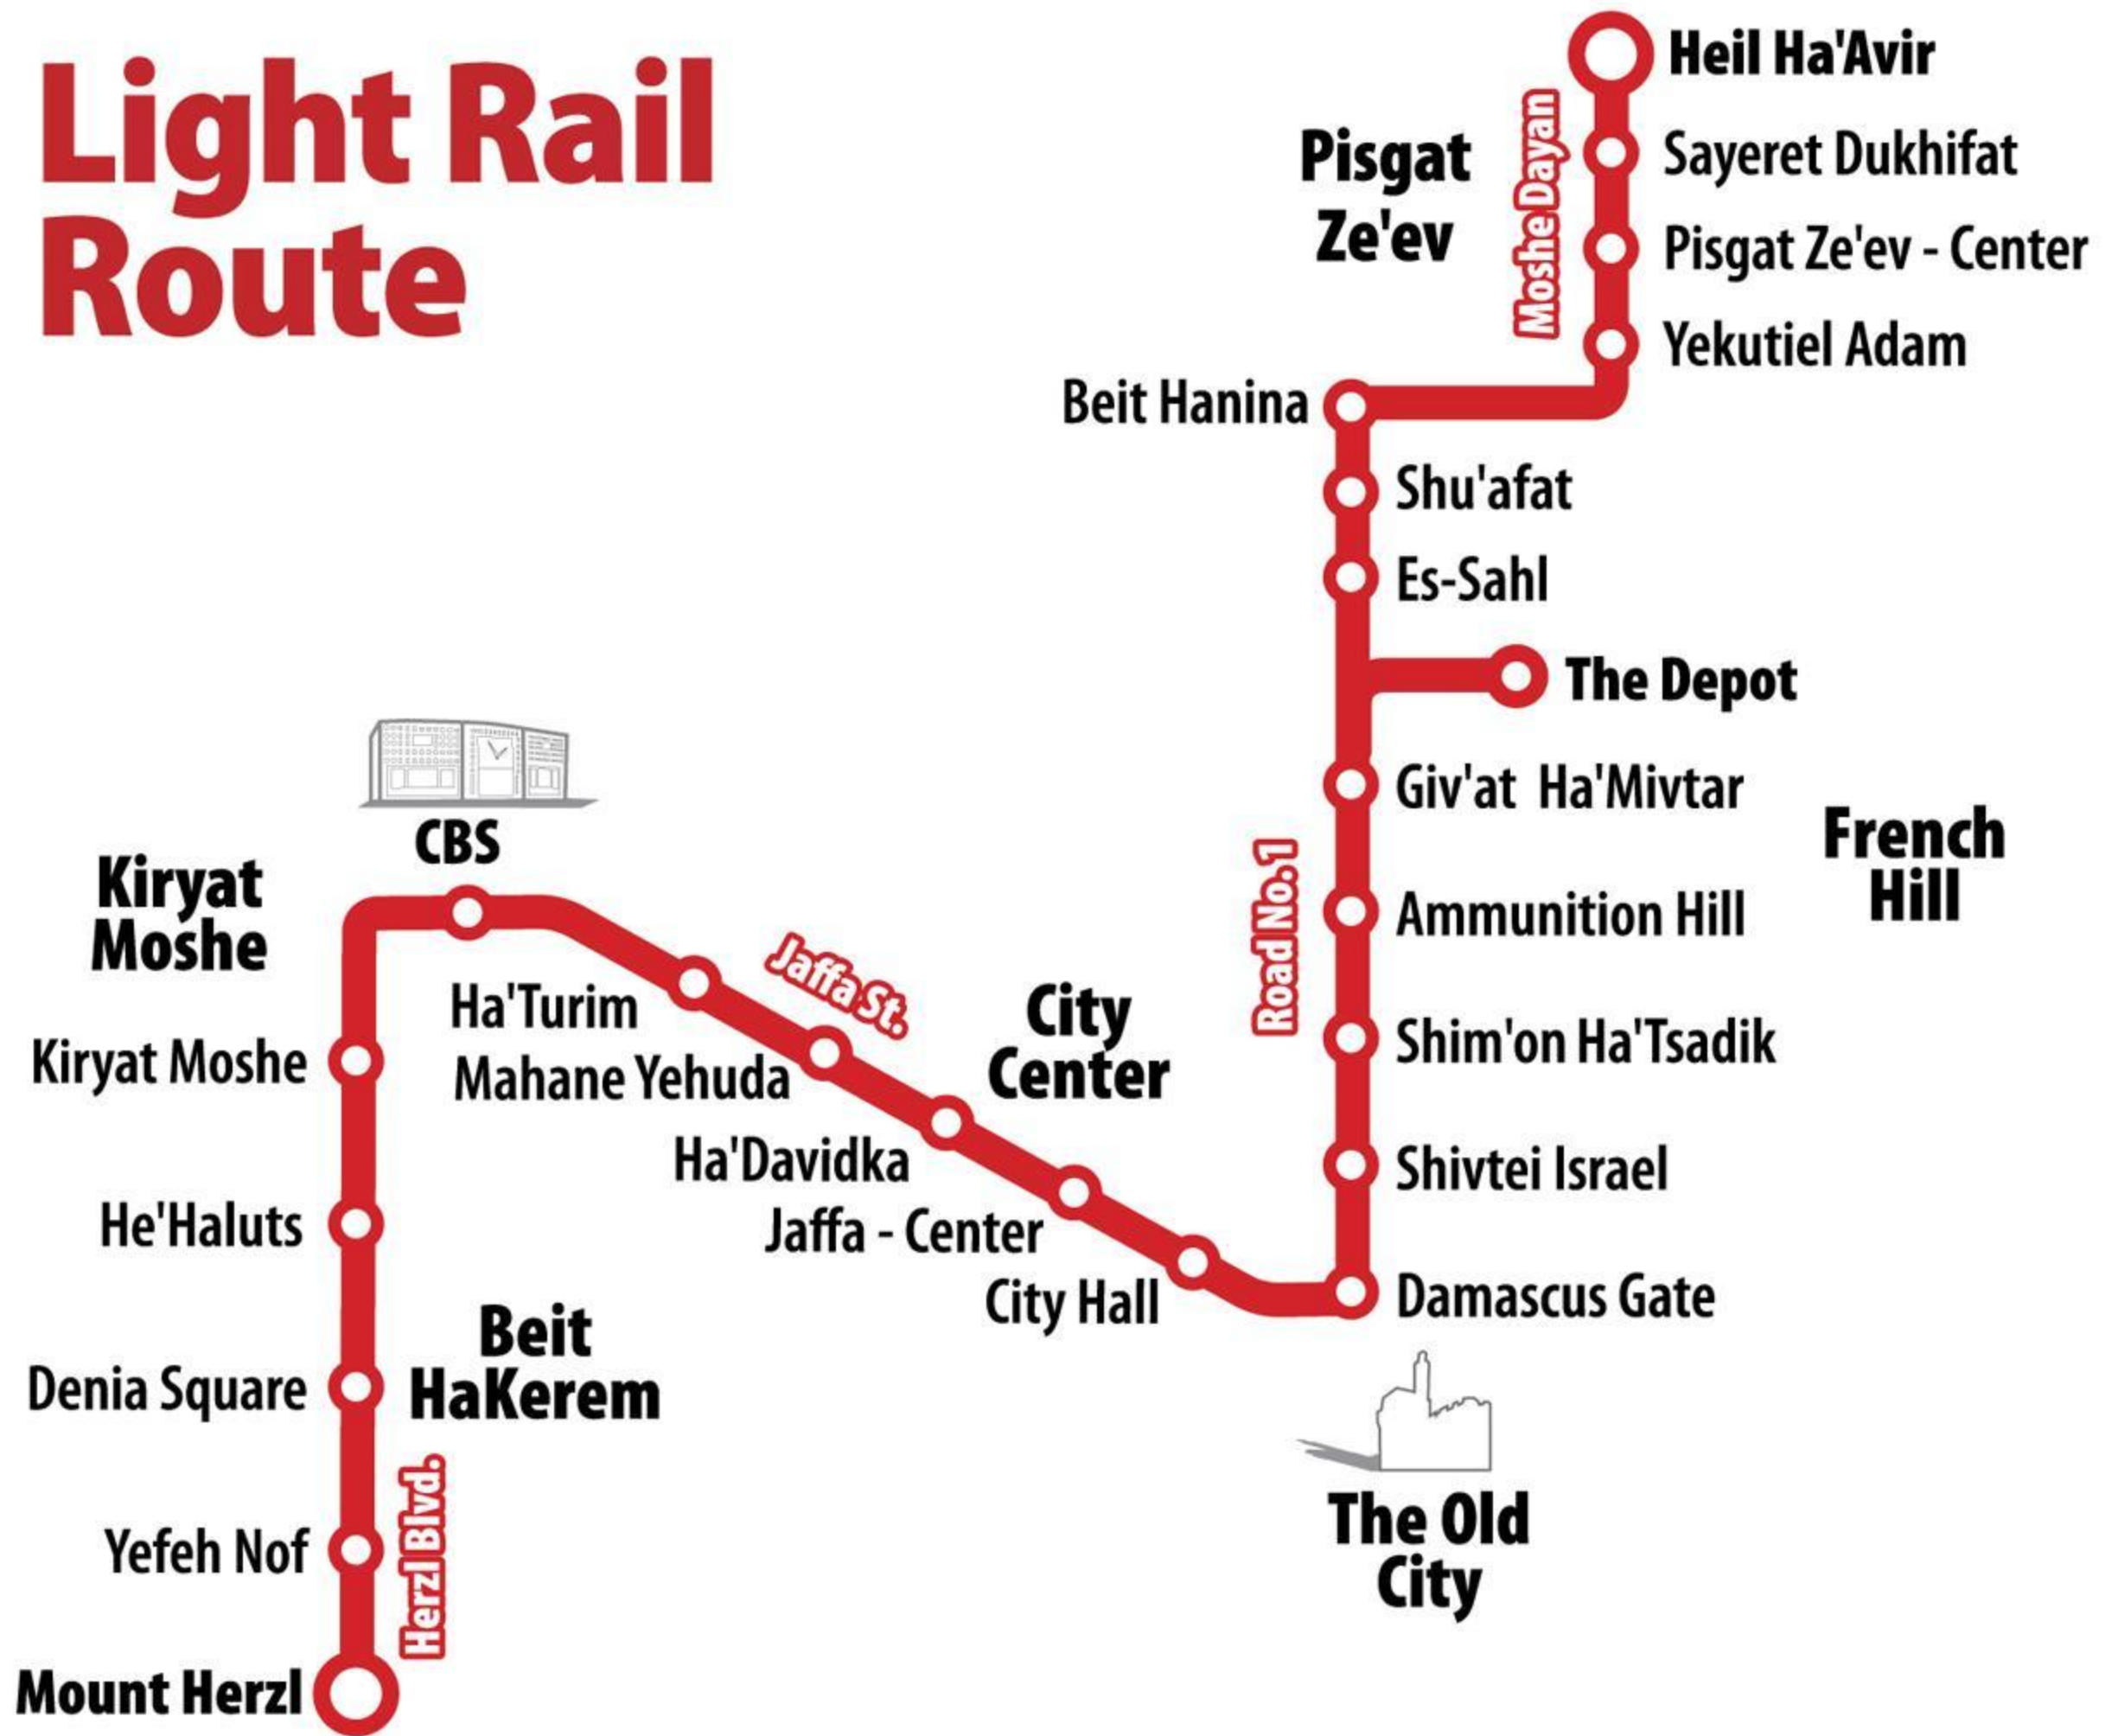 Light Rail
Route
Heil Ha'Avir
Sayeret Dukhifat
Pisgat Ze'ev - Center
Yekutiel Adam
Moshe Dayan
Pisgat
Ze'ev
Beit Hanina
Shu'afat
Es-Sahl
The Depot
Giv'at Ha'Mivtar
French
Hill
Ammunition Hill
Road No.1
Shim'on Ha'Tsadik
Shivtei Israel
Damascus Gate
The Old
City
City
Center
City Hall
Jaffa - Center
Ha'Davidka
Mahane Yehuda
Ha'Turim
Jaffa St.
CBS
Kiryat
Moshe
Kiryat Moshe
He'Haluts
Beit
HaKerem
Denia Square
Yefeh Nof
Herzl Blvd.
Mount Herzl